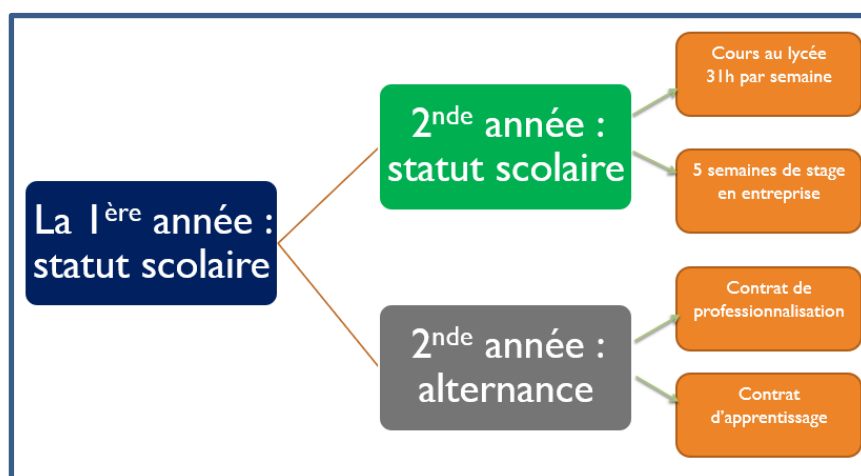 La 1ère année :
statut scolaire
2nde année :
statut scolaire
Cours au lycée
31h par semaine
5 semaines de stage
en entreprise
2nde année :
alternance
Contrat de
professionnalisation
Contrat
d'apprentissage